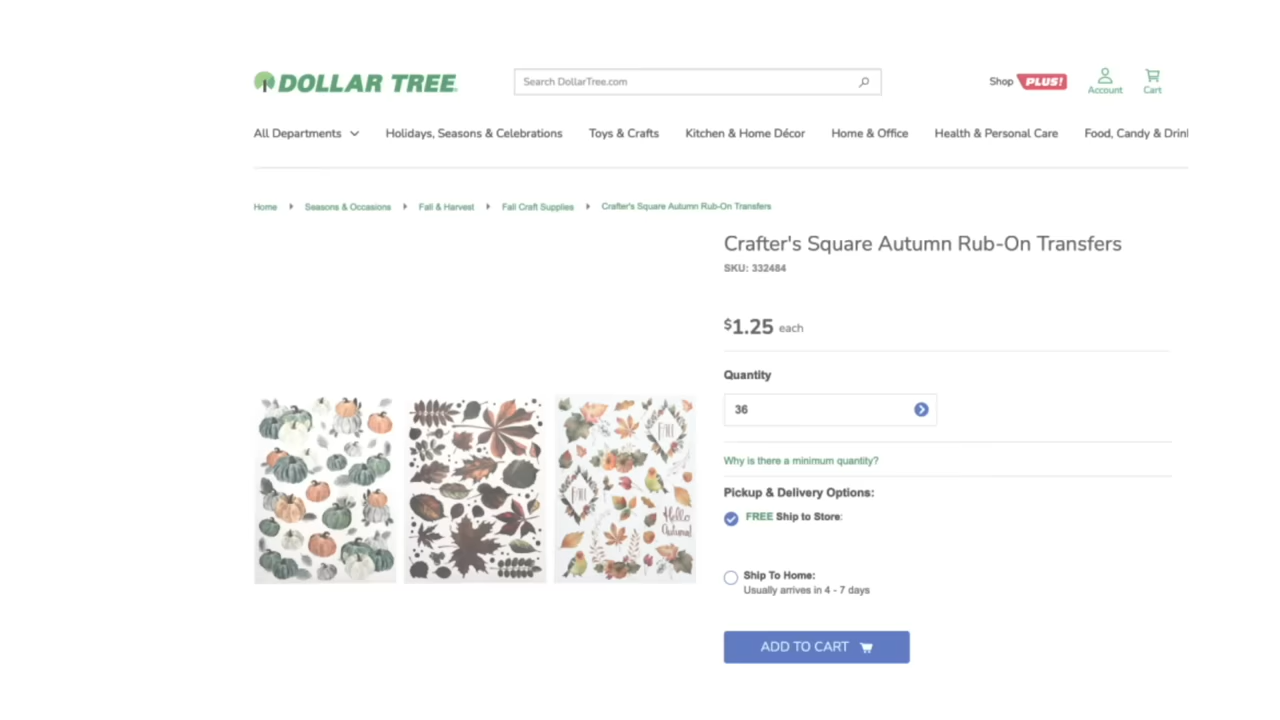 DOLLAR TREE
Search DollarTree.com
Shop PLUS!
Account
Cart
All Departments
Holidays, Seasons & Celebrations
Toys & Crafts
Kitchen & Home Décor
Home & Office
Health & Personal Care
Food, Candy & Drin
Home
Seasons & Occasions
Fall & Harvest
Fall Craft Supplies
Crafter's Square Autumn Rub-On Transfers
Crafter's Square Autumn Rub-On Transfers
SKU: 332484
$1.25 each
Quantity
36
Why is there a minimum quantity?
Pickup & Delivery Options:
FREE Ship to Store:
Ship To Home:
Usually arrives in 4 - 7 days
ADD TO CART
FALL
FALL
Hello
Autumn!